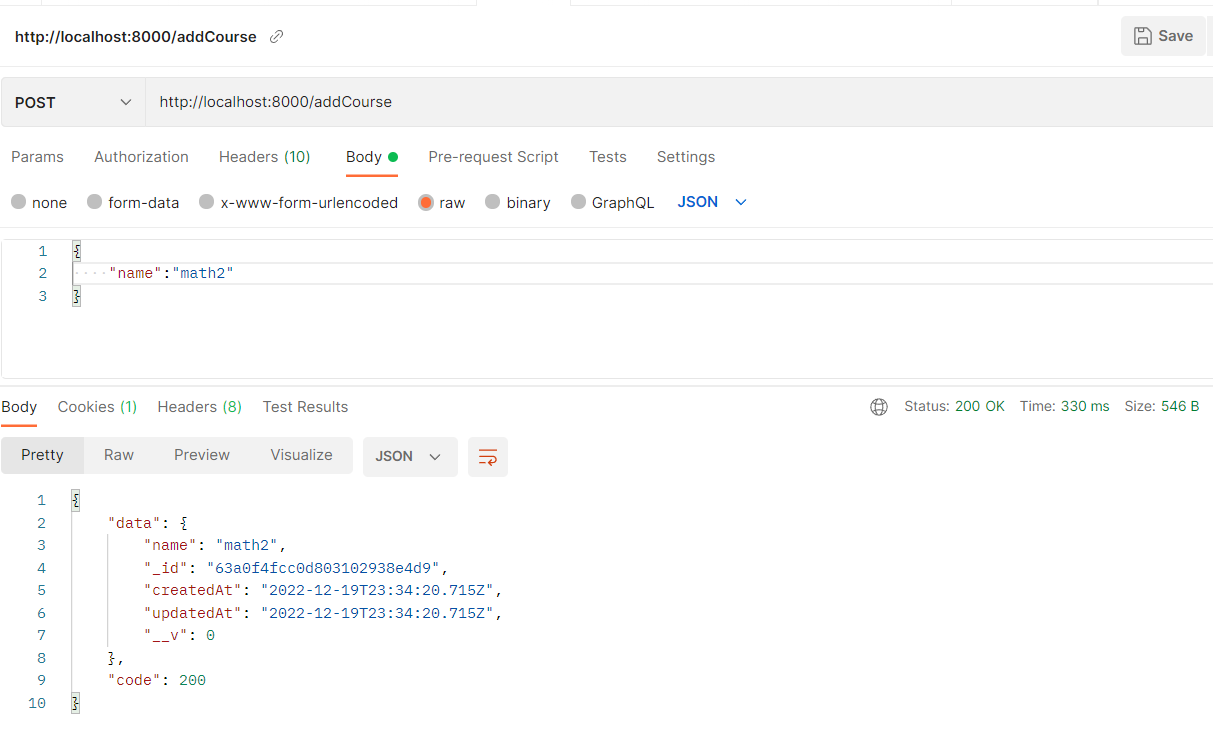 http://localhost:8000/addCourse
Save
POST
http://localhost:8000/addCourse
Params Authorization Headers (10) Body Pre-request Script Tests Settings
none form-data x-www-form-urlencoded raw binary GraphQL JSON
1 {
2 ····"name":"math2"
3 }
Body Cookies (1) Headers (8) Test Results Status: 200 OK Time: 330 ms Size: 546 B
Pretty Raw Preview Visualize JSON
1 {
2 "data": {
3 "name": "math2",
4 "_id": "63a0f4fcc0d803102938e4d9",
5 "createdAt": "2022-12-19T23:34:20.715Z",
6 "updatedAt": "2022-12-19T23:34:20.715Z",
7 "__v": 0
8 },
9 "code": 200
10 }